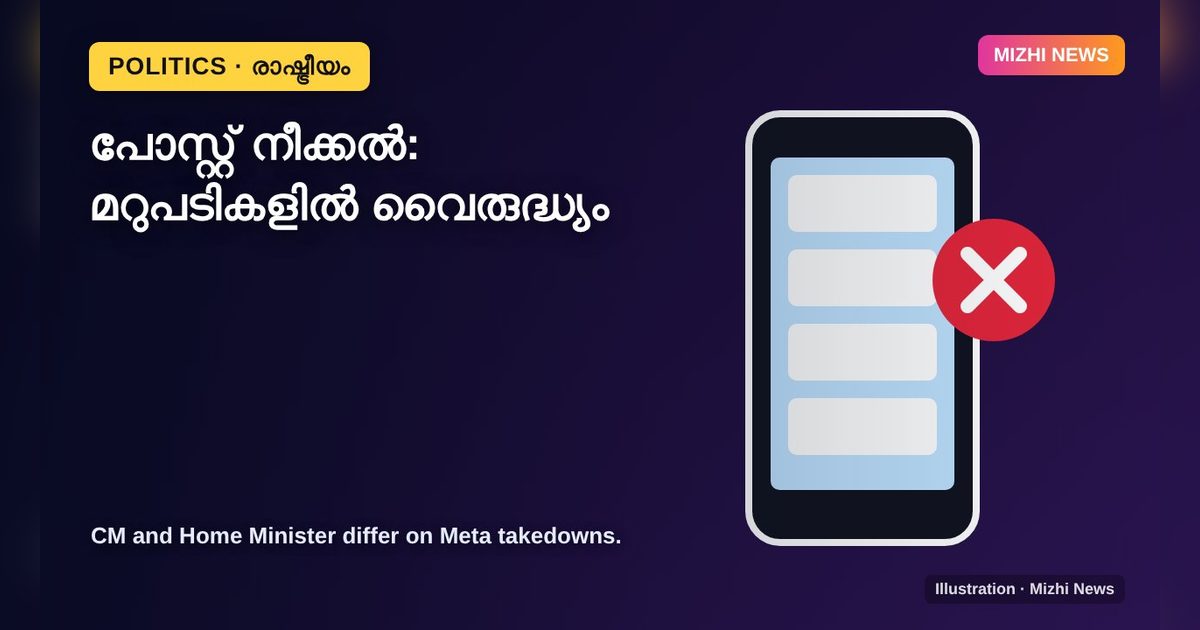 POLITICS · രാഷ്ട്രീയം
MIZHI NEWS
പോസ്റ്റ് നീക്കൽ:
മറുപടികളിൽ വൈരുദ്ധ്യം
CM and Home Minister differ on Meta takedowns.
Illustration · Mizhi News